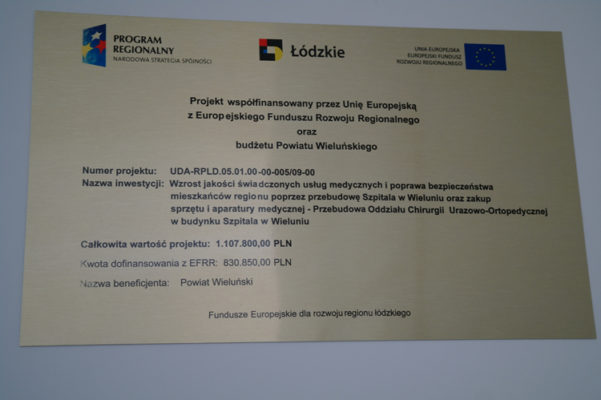 PROGRAM
REGIONALNY
NARODOWA STRATEGIA SPÓJNOŚCI
Łódzkie
UNIA EUROPEJSKA
EUROPEJSKI FUNDUSZ
ROZWOJU REGIONALNEGO
Projekt współfinansowany przez Unię Europejską
z Europejskiego Funduszu Rozwoju Regionalnego
oraz
budżetu Powiatu Wieluńskiego
Numer projektu: UDA-RPLD.05.01.00-00-005/09-00
Nazwa inwestycji: Wzrost jakości świadczonych usług medycznych i poprawa bezpieczeństwa
mieszkańców regionu poprzez przebudowę Szpitala w Wieluniu oraz zakup
sprzętu i aparatury medycznej - Przebudowa Oddziału Chirurgii Urazowo-Ortopedycznej
w budynku Szpitala w Wieluniu
Całkowita wartość projektu: 1.107.800,00 PLN
Kwota dofinansowania z EFRR: 830.850,00 PLN
Nazwa beneficjenta: Powiat Wieluński
Fundusze Europejskie dla rozwoju regionu łódzkiego